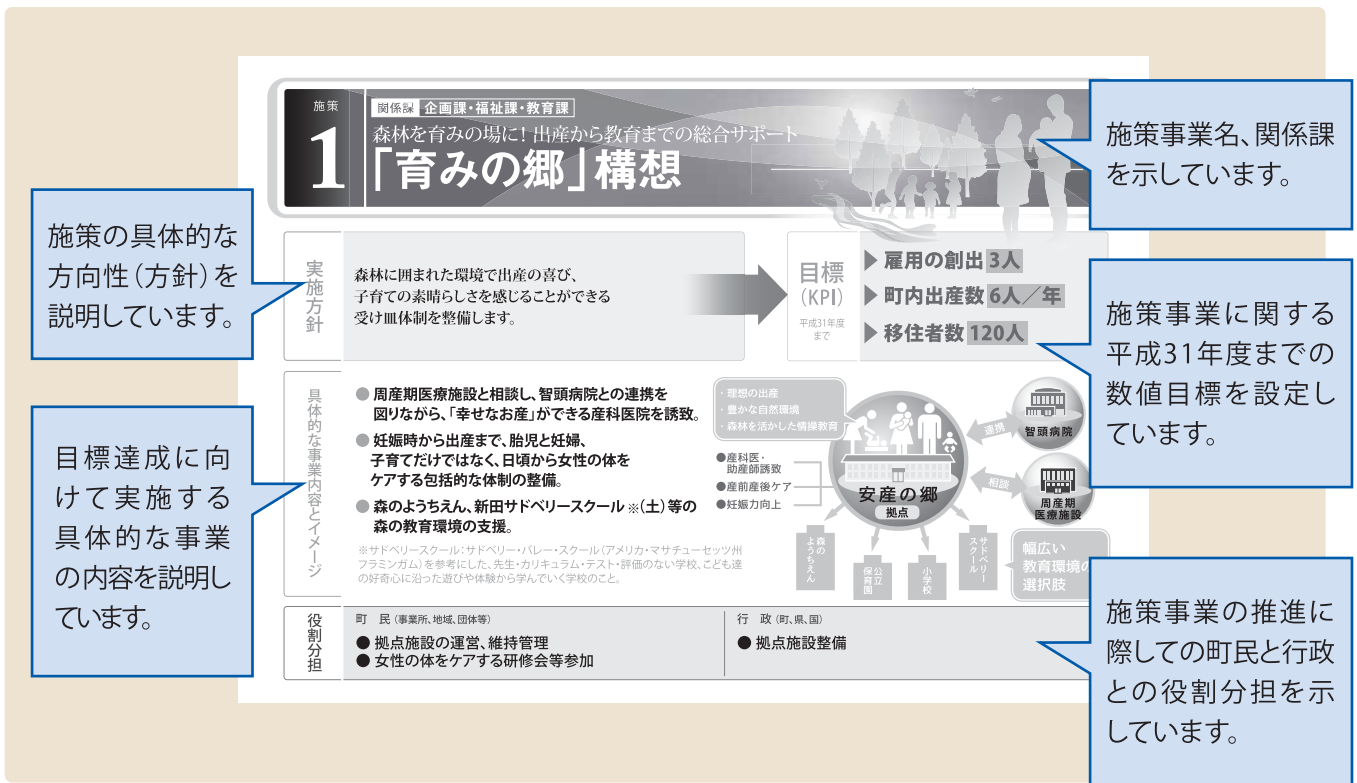 施策
1
関係課 企画課・福祉課・教育課
森林を育みの場に！出産から教育までの総合サポート
「育みの郷」構想
施策事業名、関係課
を示しています。
施策の具体的な
方向性（方針）を
説明しています。
実施方針
森林に囲まれた環境で出産の喜び、
子育ての素晴らしさを感じることができる
受け皿体制を整備します。
目標
（KPI）
平成31年度
まで
▶ 雇用の創出 3人
▶ 町内出産数 6人／年
▶ 移住者数 120人
施策事業に関する
平成31年度までの
数値目標を設定し
ています。
目標達成に向
けて実施する
具体的な事業
の内容を説明し
ています。
具体的な事業内容とイメージ
● 周産期医療施設と相談し、智頭病院との連携を
図りながら、「幸せなお産」ができる産科医院を誘致。
● 妊娠時から出産まで、胎児と妊婦、
子育てだけではなく、日頃から女性の体を
ケアする包括的な体制の整備。
● 森のようちえん、新田サドベリースクール※（土）等の
森の教育環境の支援。
※サドベリースクール：サドベリー・バレー・スクール（アメリカ・マサチューセッツ州
フラミンガム）を参考にした、先生・カリキュラム・テスト・評価のない学校、こども達
の好奇心に沿った遊びや体験から学んでいく学校のこと。
・理想の出産
・豊かな自然環境
・森林を活かした情操教育
●産科医・
助産師誘致
●産前産後ケア
●妊娠力向上
安産の郷
拠点
連携
智頭病院
相談
周産期
医療施設
森の
ようちえん
公立
保育園
小学校
サドベリー
スクール
幅広い
教育環境の
選択肢
役割分担
町 民（事業所、地域、団体等）
● 拠点施設の運営、維持管理
● 女性の体をケアする研修会等参加
行 政（町、県、国）
● 拠点施設整備
施策事業の推進に
際しての町民と行政
との役割分担を示
しています。